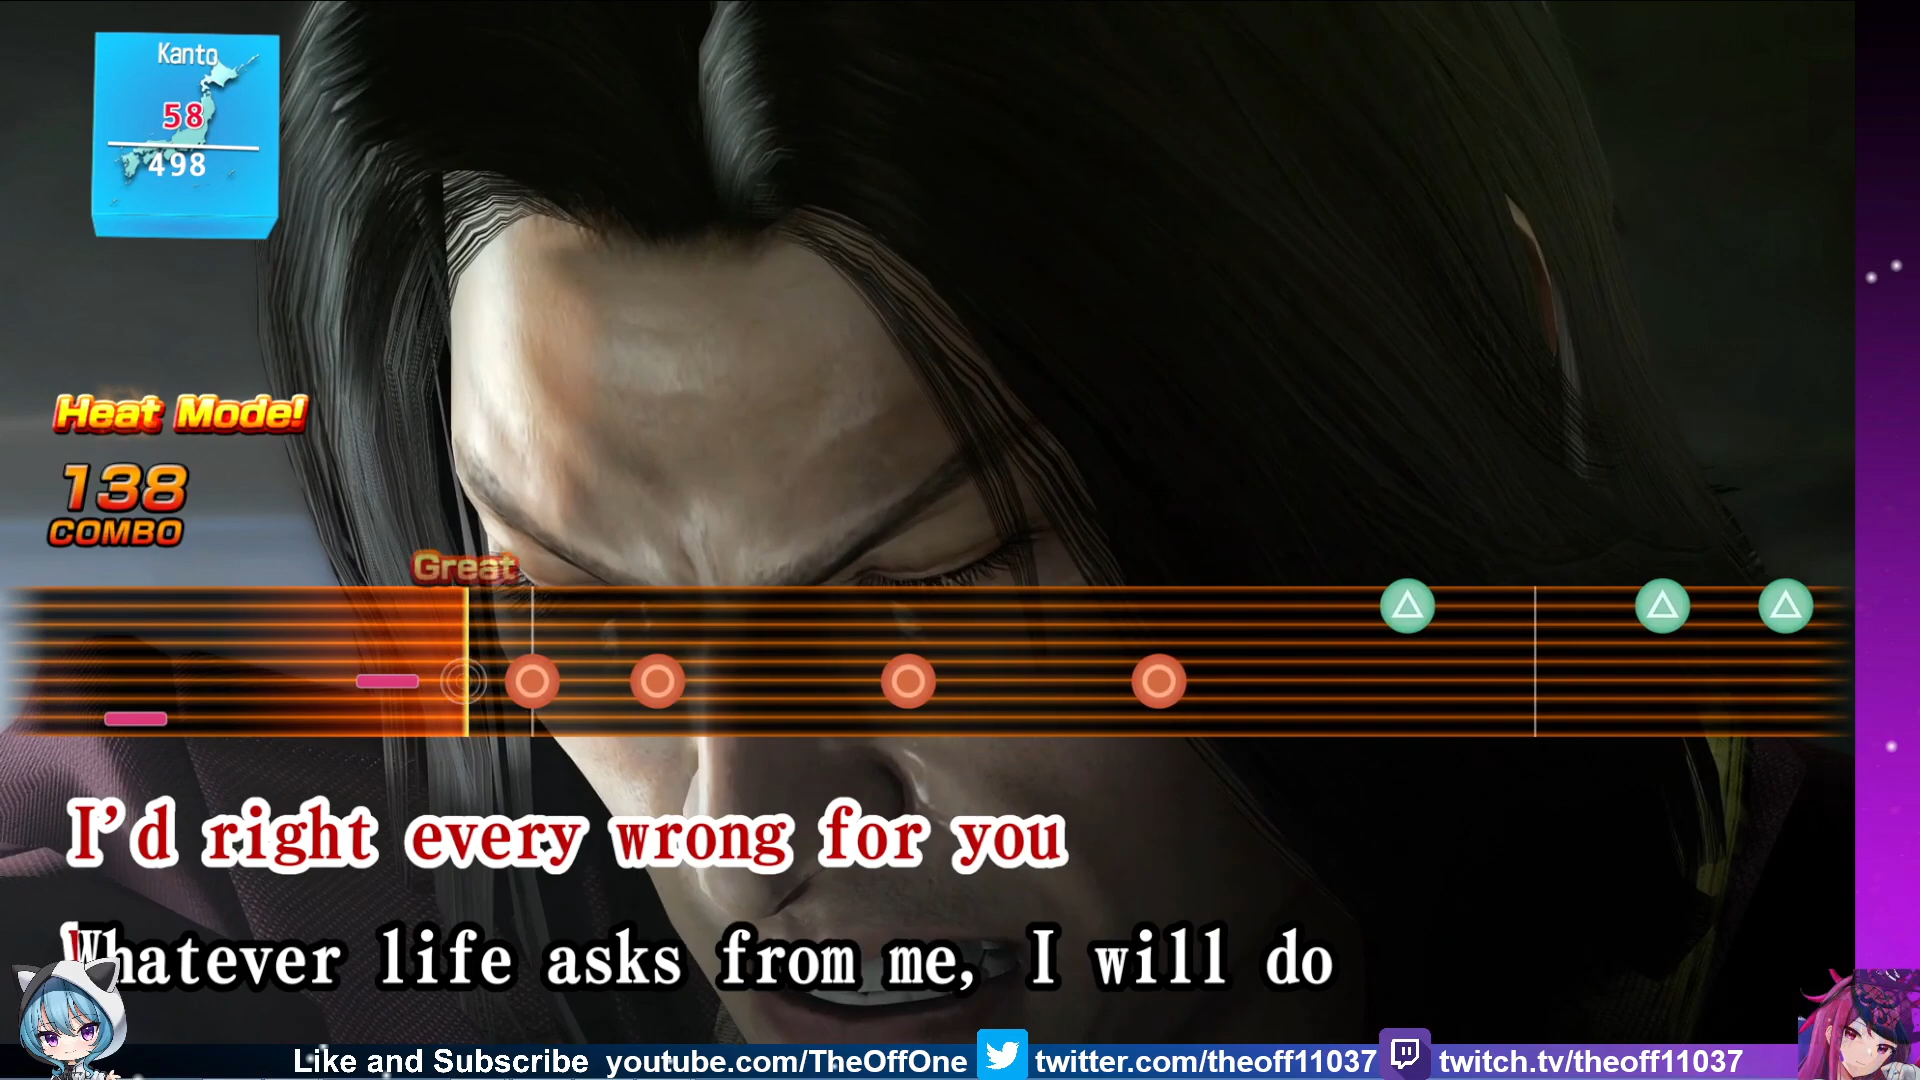 Kanto
58
498
Heat Mode!
138
COMBO
Great
I'd right every wrong for you
Whatever life asks from me, I will do
Like and Subscribe youtube.com/TheOffOne twitter.com/theoff11037 twitch.tv/theoff11037